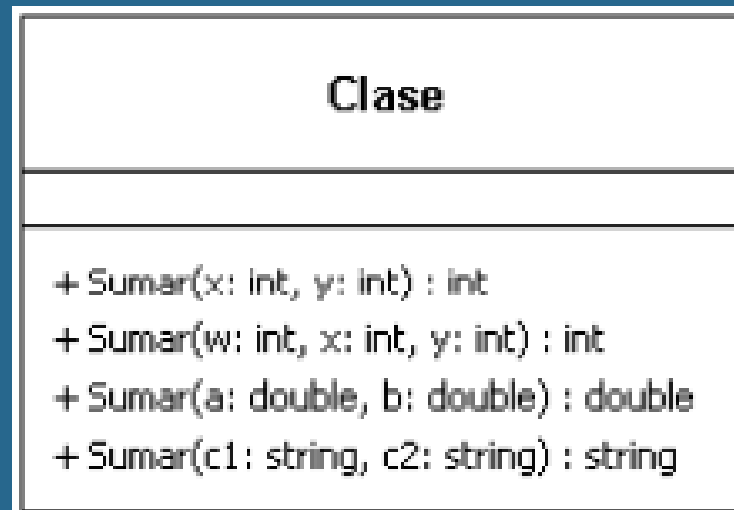 Clase
+ Sumar(x: int, y: int) : int
+ Sumar(w: int, x: int, y: int) : int
+ Sumar(a: double, b: double) : double
+ Sumar(c1: string, c2: string) : string